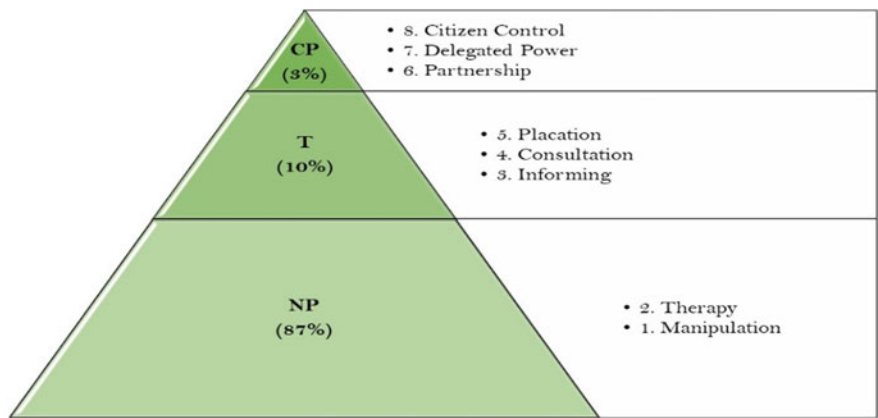 CP
(3%)
• 8. Citizen Control
• 7. Delegated Power
• 6. Partnership
T
(10%)
• 5. Placation
• 4. Consultation
• 3. Informing
NP
(87%)
• 2. Therapy
• 1. Manipulation